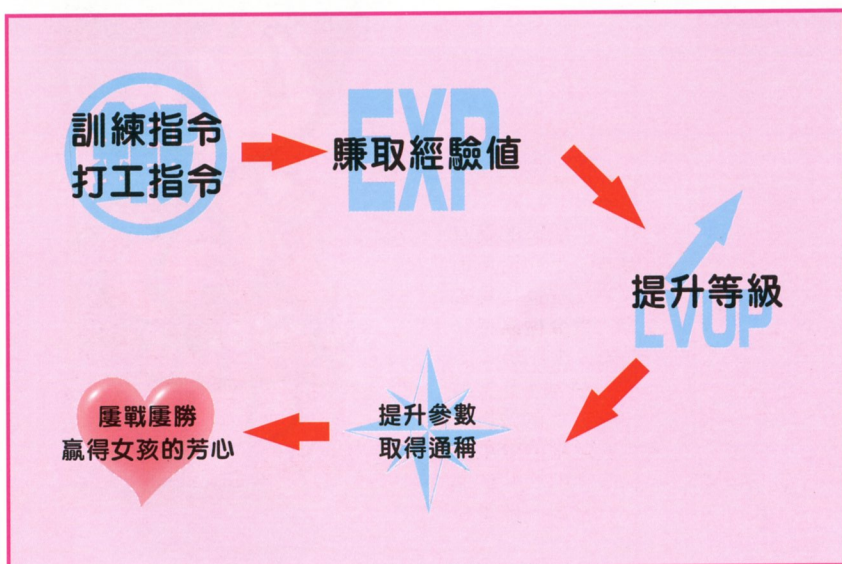 訓練指令
打工指令
EXP
賺取經驗值
提升等級
LVUP
提升參數
取得通稱
屢戰屢勝
贏得女孩的芳心